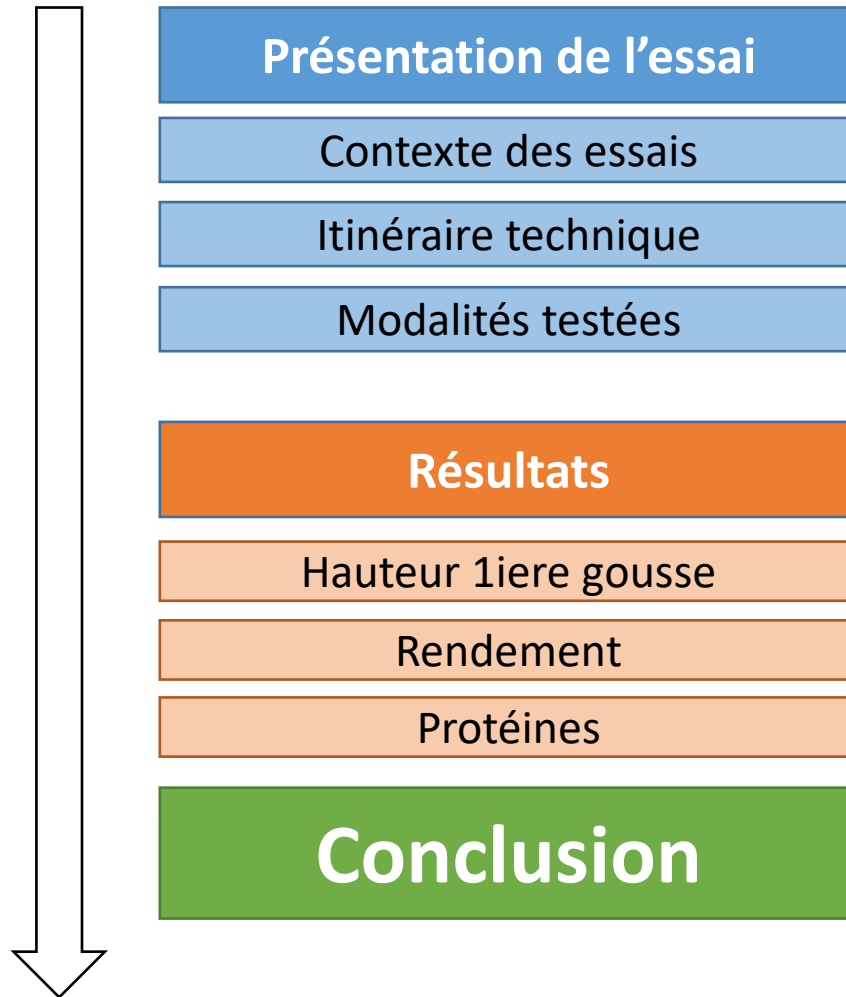 Présentation de l’essai
Contexte des essais
Itinéraire technique
Modalités testées
Résultats
Hauteur 1iere gousse
Rendement
Protéines
Conclusion